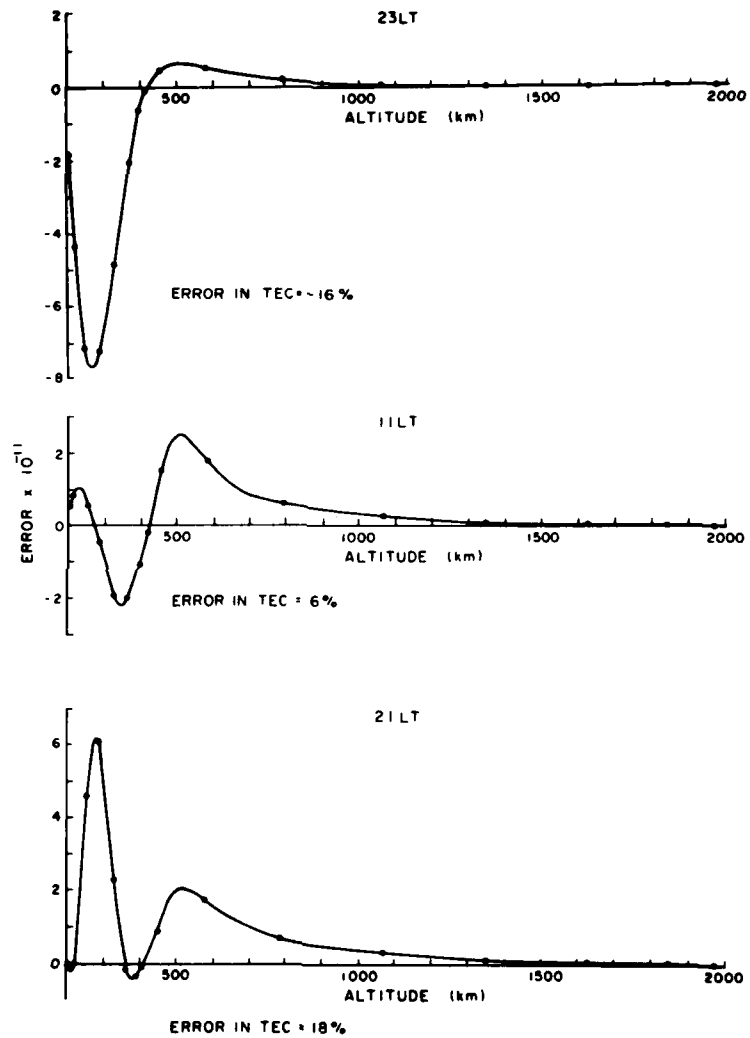 23LT
2
0
-2
-4
-6
-8
500 1000 1500 2000
ALTITUDE (km)
ERROR IN TEC=-16%
11LT
ERROR x 10^-11
2
0
-2
500 1000 1500 2000
ALTITUDE (km)
ERROR IN TEC = 6%
21LT
6
4
2
0
500 1000 1500 2000
ALTITUDE (km)
ERROR IN TEC = 18%